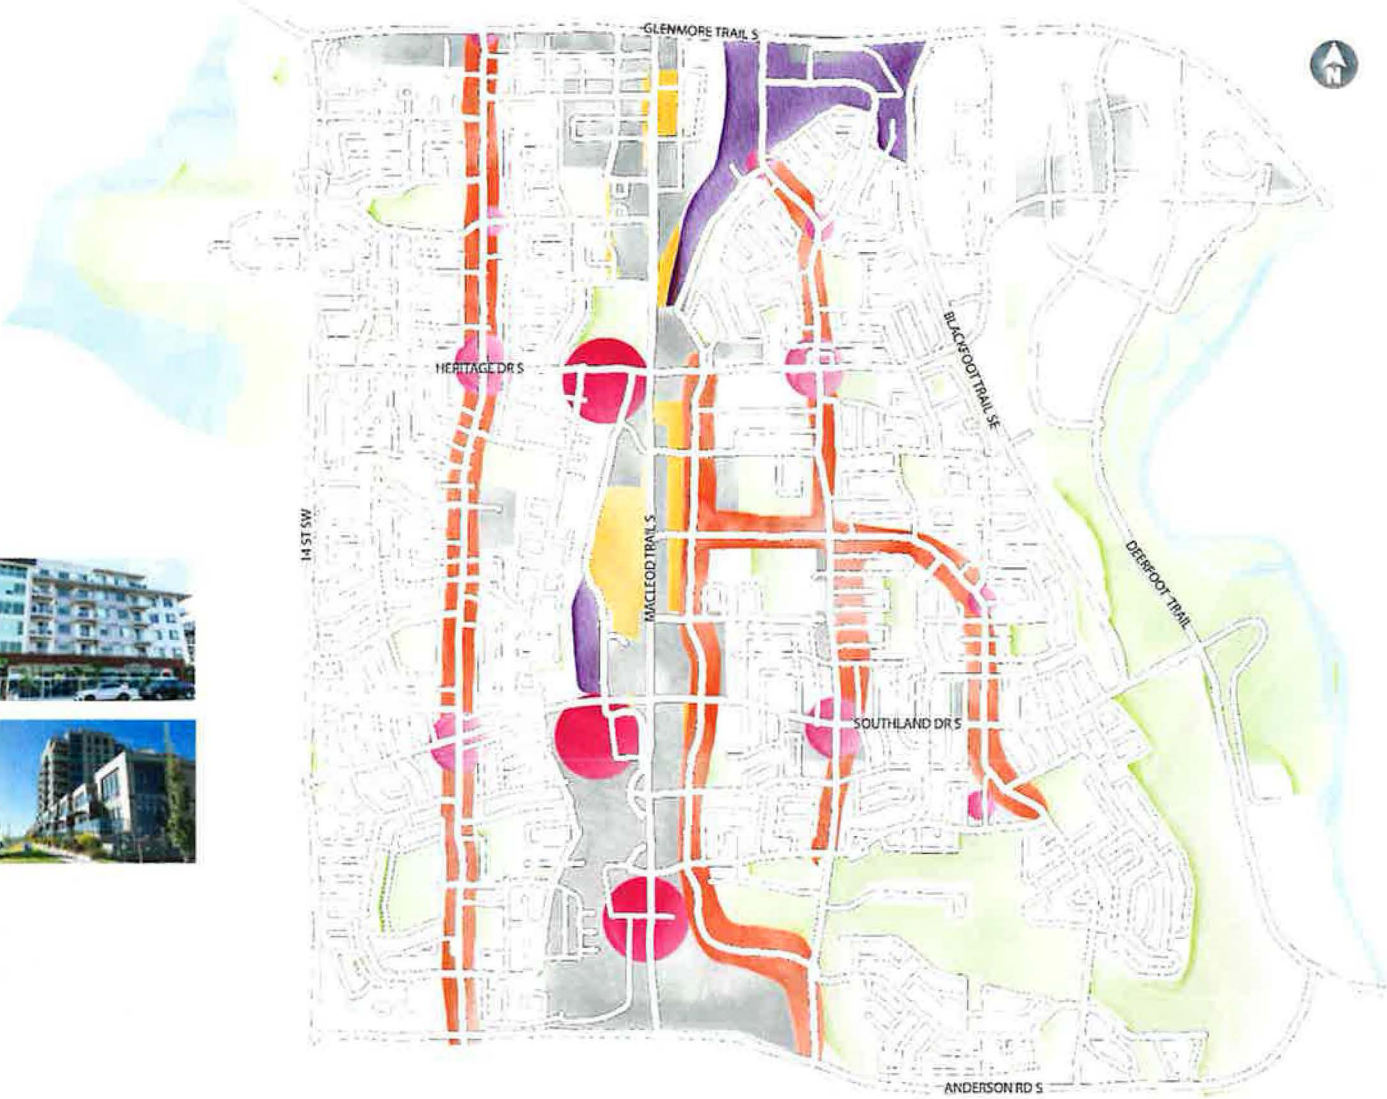 GLENMORE TRAIL S
N
BLACKFOOT TRAIL SE
HERITAGE DR S
14 ST SW
MACLEOD TRAIL S
DEERFOOT TRAIL
SOUTHLAND DR S
ANDERSON RD S